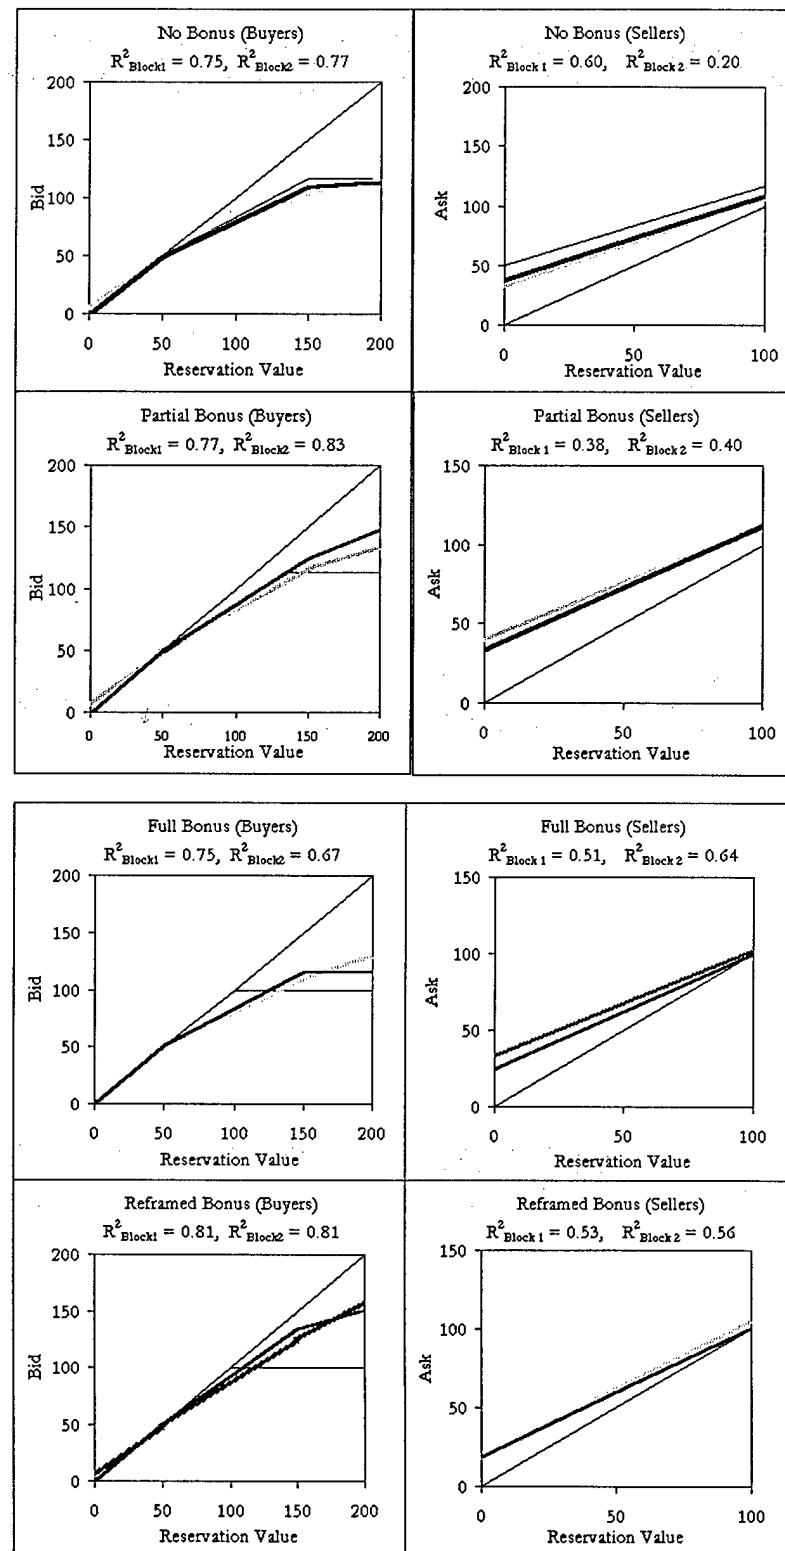 No Bonus (Buyers)
R²Block1 = 0.75, R²Block2 = 0.77
200
150
100
50
0
Bid
0 50 100 150 200
Reservation Value
No Bonus (Sellers)
R²Block 1 = 0.60, R²Block 2 = 0.20
200
150
100
50
0
Ask
0 50 100
Reservation Value
Partial Bonus (Buyers)
R²Block1 = 0.77, R²Block2 = 0.83
200
150
100
50
0
Bid
0 50 100 150 200
Reservation Value
Partial Bonus (Sellers)
R²Block 1 = 0.38, R²Block 2 = 0.40
150
100
50
0
Ask
0 50 100
Reservation Value
Full Bonus (Buyers)
R²Block1 = 0.75, R²Block2 = 0.67
200
150
100
50
0
Bid
0 50 100 150 200
Reservation Value
Full Bonus (Sellers)
R²Block 1 = 0.51, R²Block 2 = 0.64
150
100
50
0
Ask
0 50 100
Reservation Value
Reframed Bonus (Buyers)
R²Block1 = 0.81, R²Block2 = 0.81
200
150
100
50
0
Bid
0 50 100 150 200
Reservation Value
Reframed Bonus (Sellers)
R²Block 1 = 0.53, R²Block 2 = 0.56
150
100
50
0
Ask
0 50 100
Reservation Value